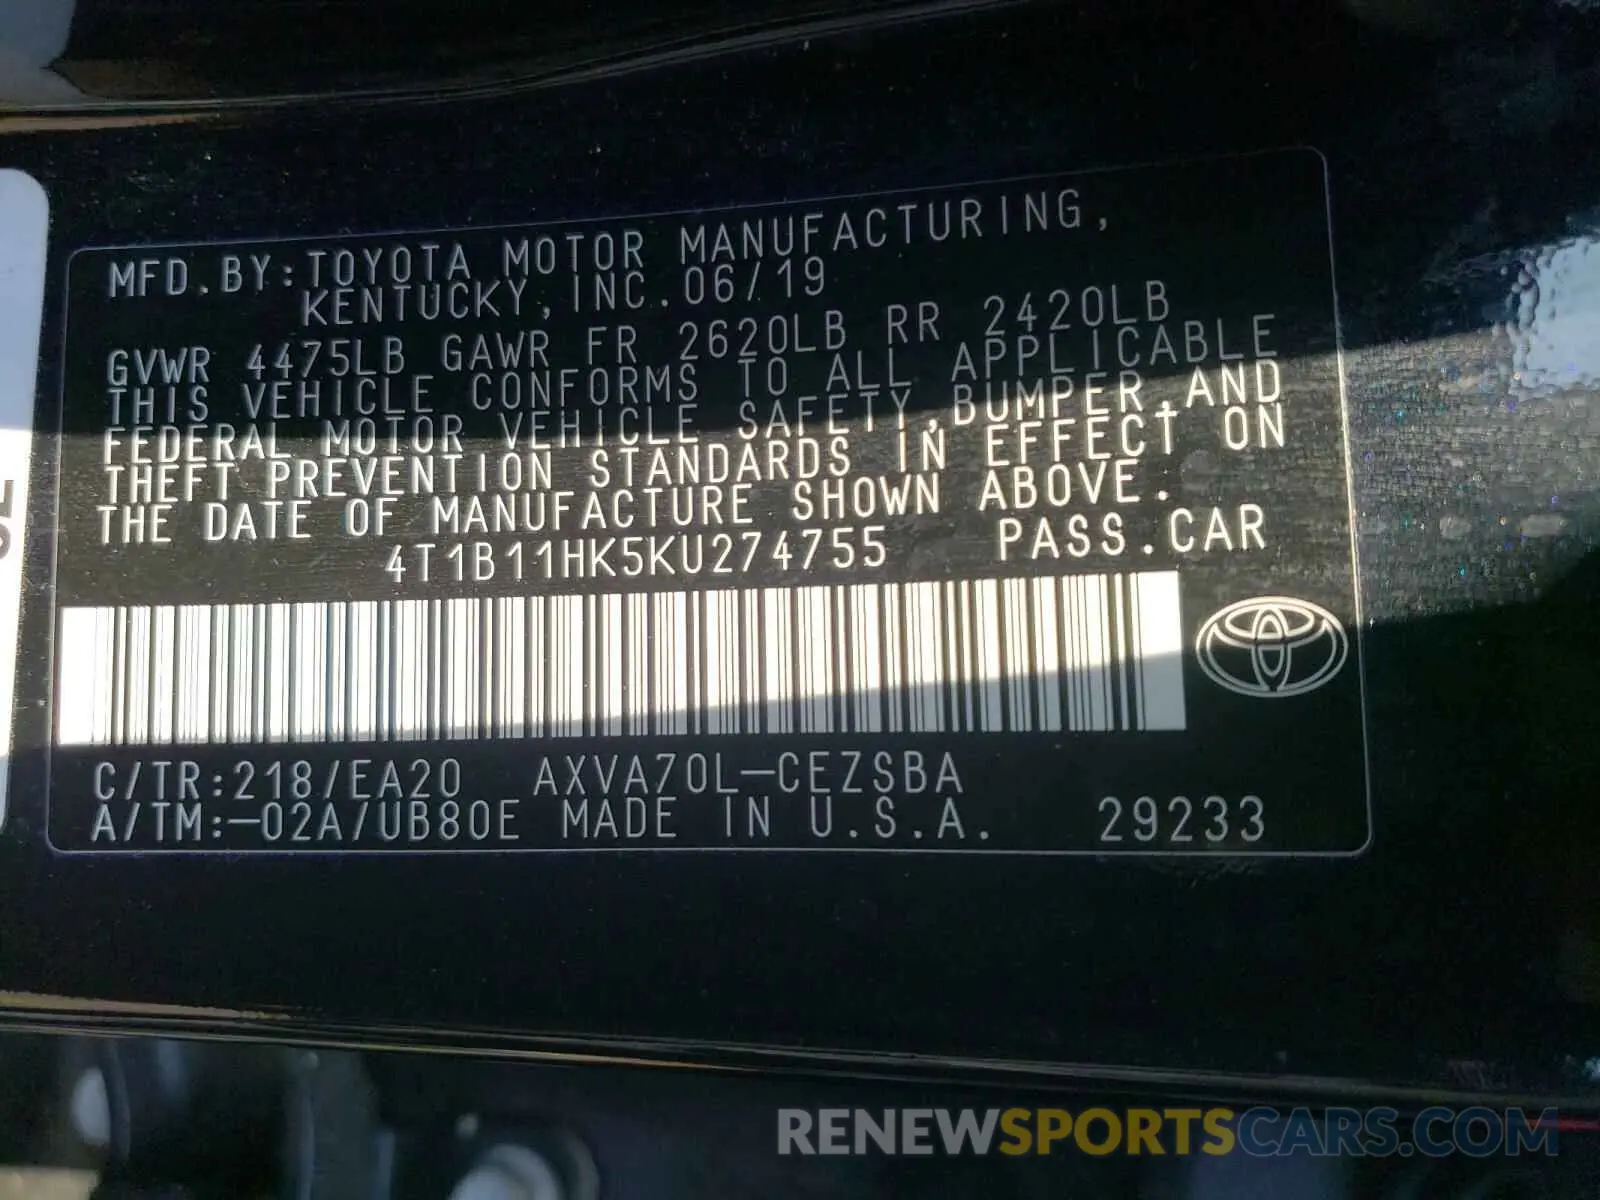 MFD.BY:TOYOTA MOTOR MANUFACTURING,
KENTUCKY,INC.06/19
GVWR 4475LB GAWR FR 2620LB RR 2420LB
THIS VEHICLE CONFORMS TO ALL APPLICABLE
FEDERAL MOTOR VEHICLE SAFETY,BUMPER,AND
THEFT PREVENTION STANDARDS IN EFFECT ON
THE DATE OF MANUFACTURE SHOWN ABOVE.
4T1B11HK5KU274755 PASS.CAR
C/TR:218/EA20 AXVA70L-CEZSBA
A/TM:-02A/UB80E MADE IN U.S.A. 29233
RENEWSPORTSCARS.COM